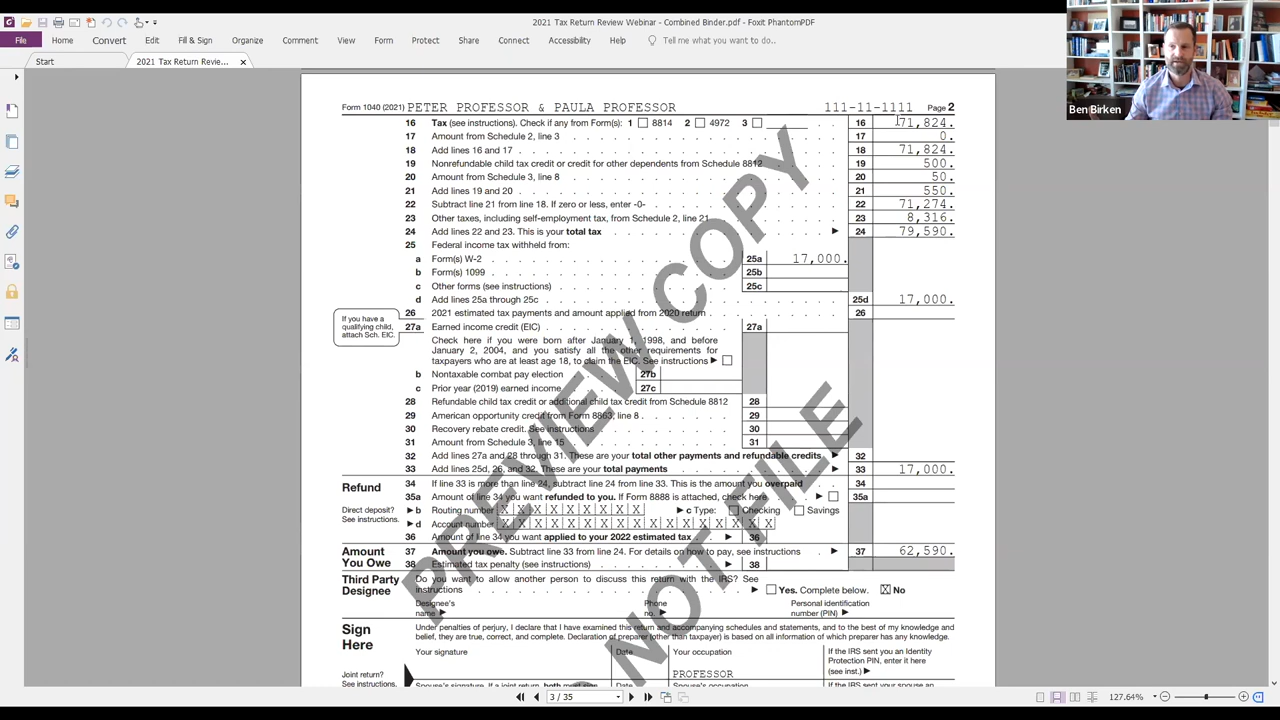 2021 Tax Return Review Webinar - Combined Binder.pdf - Foxit PhantomPDF
File Home Convert Edit Fill & Sign Organize Comment View Form Protect Share Connect Accessibility Help Tell me what you want to do..
Start 2021 Tax Return Revie...
Ben Birken
Form 1040 (2021) PETER PROFESSOR & PAULA PROFESSOR 111-11-1111 Page 2
16 Tax (see instructions). Check if any from Form(s): 1 8814 2 4972 3 16 71,824.
17 Amount from Schedule 2, line 3 17 0.
18 Add lines 16 and 17 18 71,824.
19 Nonrefundable child tax credit or credit for other dependents from Schedule 8812 19 500.
20 Amount from Schedule 3, line 8 20 50.
21 Add lines 19 and 20 21 550.
22 Subtract line 21 from line 18. If zero or less, enter -0- 22 71,274.
23 Other taxes, including self-employment tax, from Schedule 2, line 21 23 8,316.
24 Add lines 22 and 23. This is your total tax ▶ 24 79,590.
25 Federal income tax withheld from:
a Form(s) W-2 25a 17,000.
b Form(s) 1099 25b
c Other forms (see instructions) 25c
d Add lines 25a through 25c 25d 17,000.
26 2021 estimated tax payments and amount applied from 2020 return 26
If you have a qualifying child, attach Sch. EIC.
27a Earned income credit (EIC) 27a
Check here if you were born after January 1, 1998, and before
January 2, 2004, and you satisfy all the other requirements for
taxpayers who are at least age 18, to claim the EIC. See instructions ▶
b Nontaxable combat pay election 27b
c Prior year (2019) earned income 27c
28 Refundable child tax credit or additional child tax credit from Schedule 8812 28
29 American opportunity credit from Form 8863, line 8 29
30 Recovery rebate credit. See instructions 30
31 Amount from Schedule 3, line 15 31
32 Add lines 27a and 28 through 31. These are your total other payments and refundable credits ▶ 32
33 Add lines 25d, 26, and 32. These are your total payments ▶ 33 17,000.
Refund 34 If line 33 is more than line 24, subtract line 24 from line 33. This is the amount you overpaid 34
35a Amount of line 34 you want refunded to you. If Form 8888 is attached, check here ▶ 35a
Direct deposit? See instructions.
▶ b Routing number X X X X X X X X X ▶ c Type: Checking Savings
▶ d Account number X X X X X X X X X X X X X X X X X
36 Amount of line 34 you want applied to your 2022 estimated tax ▶ 36
Amount You Owe 37 Amount you owe. Subtract line 33 from line 24. For details on how to pay, see instructions ▶ 37 62,590.
38 Estimated tax penalty (see instructions) ▶ 38
Third Party Designee Do you want to allow another person to discuss this return with the IRS? See
instructions ▶ Yes. Complete below. X No
Designee's name ▶ Phone no. ▶ Personal identification number (PIN) ▶
Sign Here Under penalties of perjury, I declare that I have examined this return and accompanying schedules and statements, and to the best of my knowledge and
belief, they are true, correct, and complete. Declaration of preparer (other than taxpayer) is based on all information of which preparer has any knowledge.
Your signature Date Your occupation If the IRS sent you an Identity Protection PIN, enter it here (see inst.) ▶
PROFESSOR
Joint return? See instructions.
Spouse's signature. If a joint return, both must sign. Date Spouse's occupation If the IRS sent your spouse an
PREVIEW COPY
DO NOT FILE
3 / 35
127.64%